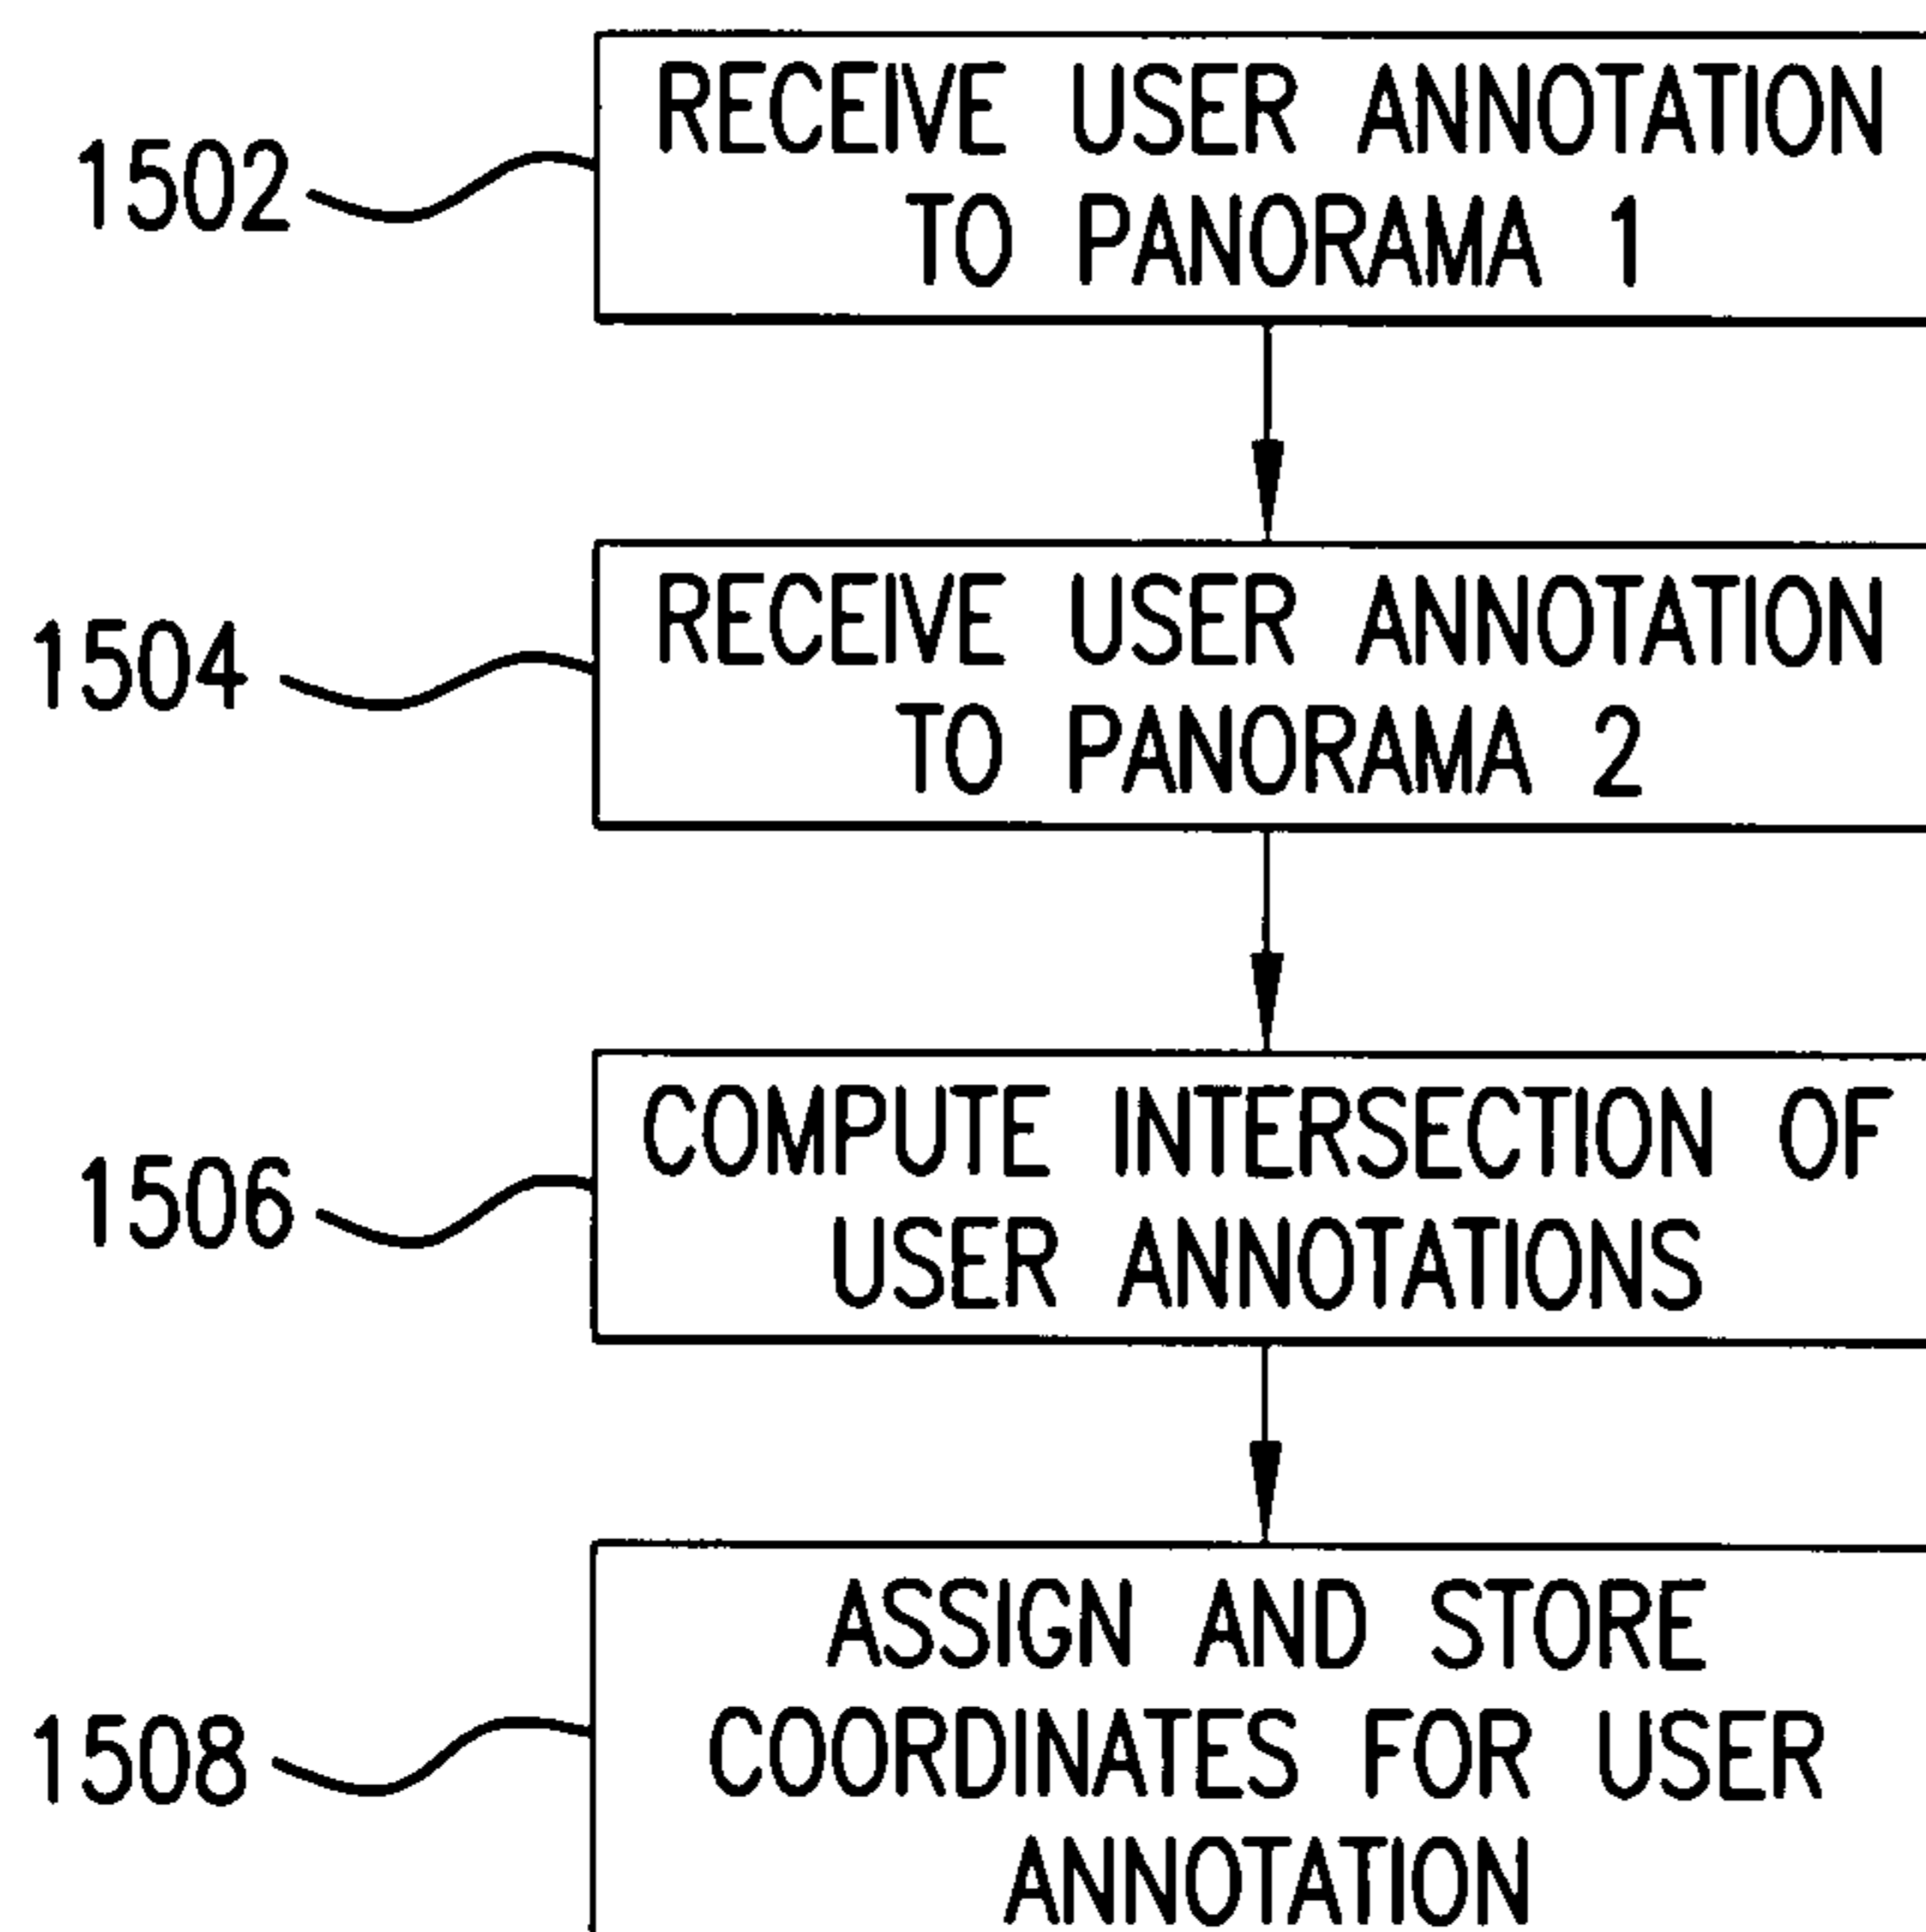 1502
RECEIVE USER ANNOTATION
TO PANORAMA 1
1504
RECEIVE USER ANNOTATION
TO PANORAMA 2
1506
COMPUTE INTERSECTION OF
USER ANNOTATIONS
1508
ASSIGN AND STORE
COORDINATES FOR USER
ANNOTATION